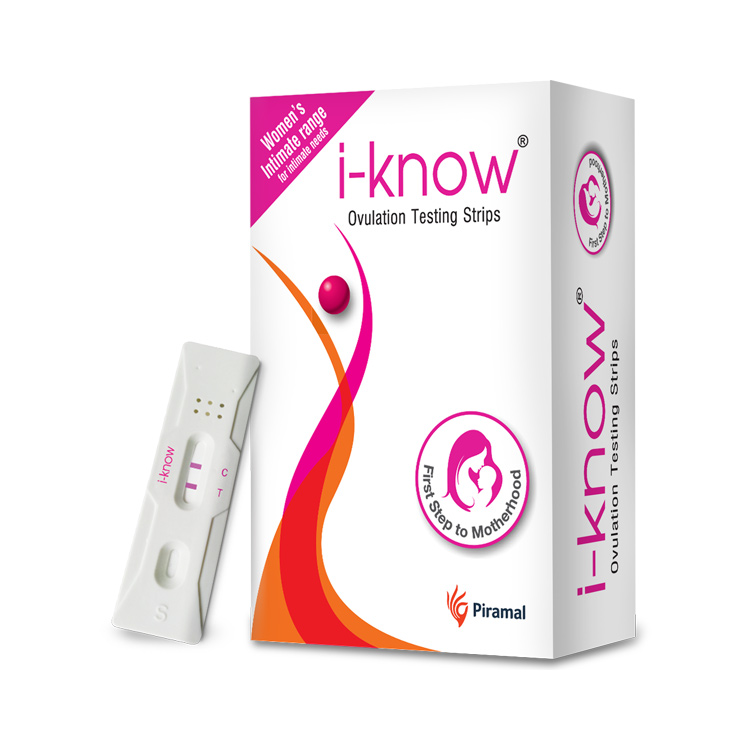 Women's
Intimate range
for intimate needs
i-know®
Ovulation Testing Strips
First Step to Motherhood
Piramal
First Step to Motherhood
i-know®
Ovulation Testing Strips
i-know
C
T
S